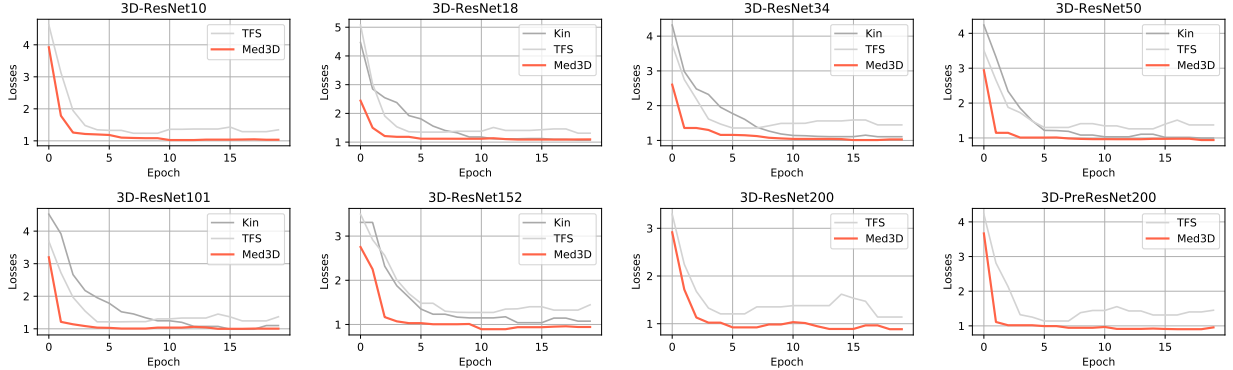 3D-ResNet10
Losses
4
3
2
1
0
5
10
15
Epoch
TFS
Med3D
3D-ResNet18
Losses
5
4
3
2
1
0
5
10
15
Epoch
Kin
TFS
Med3D
3D-ResNet34
Losses
4
3
2
1
0
5
10
15
Epoch
Kin
TFS
Med3D
3D-ResNet50
Losses
4
3
2
1
0
5
10
15
Epoch
Kin
TFS
Med3D
3D-ResNet101
Losses
4
3
2
1
0
5
10
15
Epoch
Kin
TFS
Med3D
3D-ResNet152
Losses
3
2
1
0
5
10
15
Epoch
Kin
TFS
Med3D
3D-ResNet200
Losses
3
2
1
0
5
10
15
Epoch
TFS
Med3D
3D-PreResNet200
Losses
4
3
2
1
0
5
10
15
Epoch
TFS
Med3D